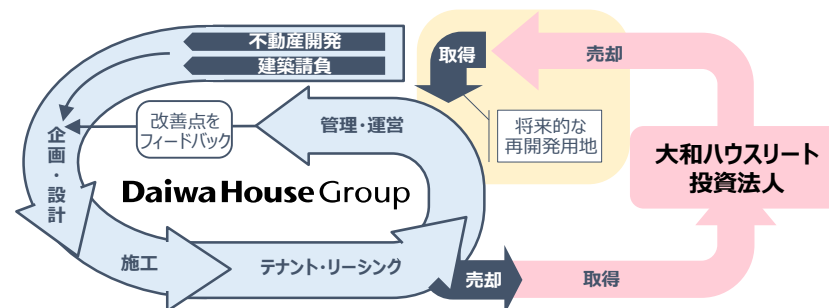 不動産開発
建築請負
取得
売却
改善点を
フィードバック
管理・運営
将来的な
再開発用地
企画・設計
大和ハウスリート
投資法人
Daiwa House Group
施工
テナント・リーシング
売却
取得